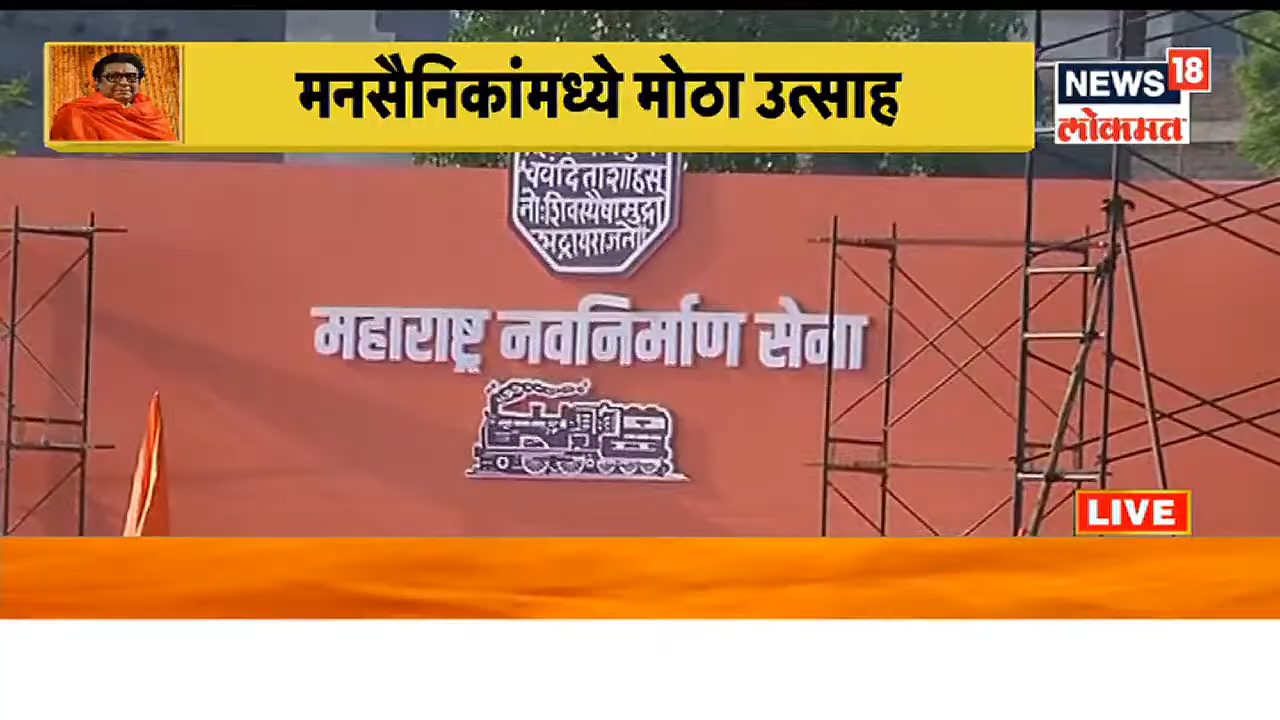 मनसैनिकांमध्ये मोठा उत्साह
NEWS 18
लोकमत
महाराष्ट्र नवनिर्माण सेना
LIVE